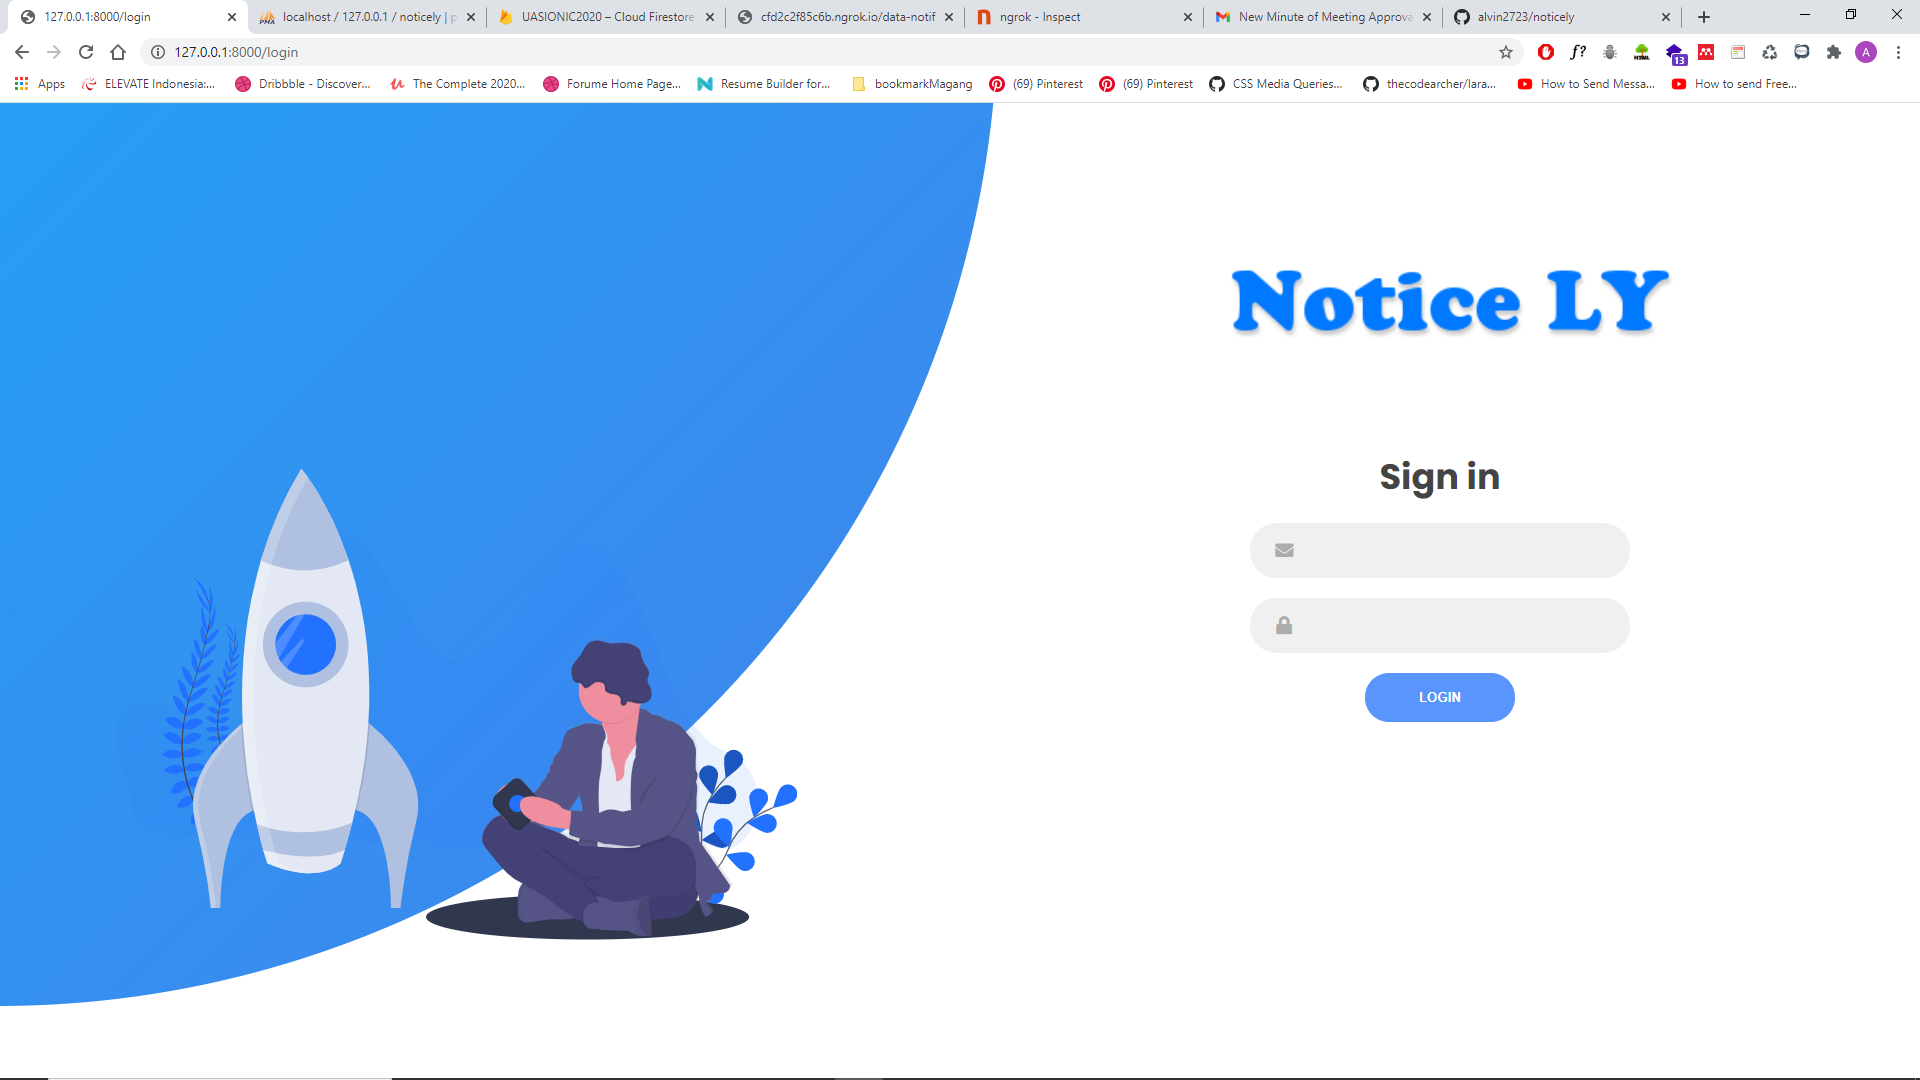 127.0.0.1:8000/login
localhost / 127.0.0.1 / noticely | p
UASIONIC2020 – Cloud Firestore
cfd2c2f85c6b.ngrok.io/data-notif
ngrok - Inspect
New Minute of Meeting Approva
alvin2723/noticely
127.0.0.1:8000/login
13
A
Apps
ELEVATE Indonesia:...
Dribbble - Discover...
The Complete 2020...
Forume Home Page...
Resume Builder for...
bookmarkMagang
(69) Pinterest
(69) Pinterest
CSS Media Queries...
thecodearcher/lara...
How to Send Messa...
How to send Free...
Notice LY
Sign in
LOGIN